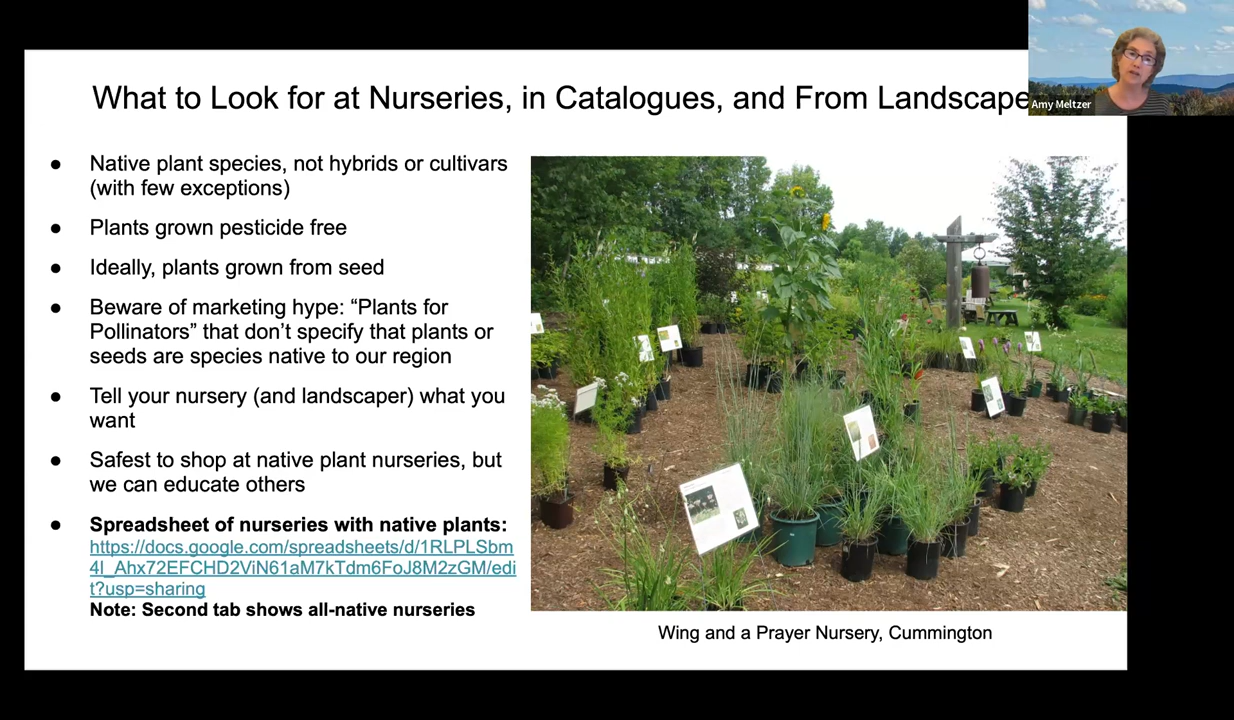 What to Look for at Nurseries, in Catalogues, and From Landscape
Amy Meltzer
● Native plant species, not hybrids or cultivars
(with few exceptions)
● Plants grown pesticide free
● Ideally, plants grown from seed
● Beware of marketing hype: “Plants for
Pollinators” that don’t specify that plants or
seeds are species native to our region
● Tell your nursery (and landscaper) what you
want
● Safest to shop at native plant nurseries, but
we can educate others
● Spreadsheet of nurseries with native plants:
https://docs.google.com/spreadsheets/d/1RLPLSbm
4l_Ahx72EFCHD2ViN61aM7kTdm6FoJ8M2zGM/edi
t?usp=sharing
Note: Second tab shows all-native nurseries
Wing and a Prayer Nursery, Cummington